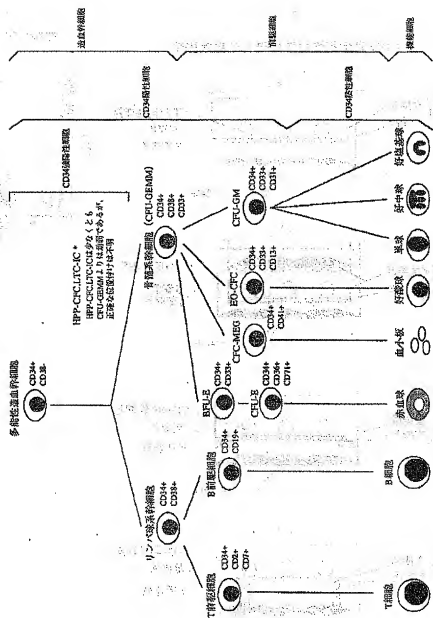 造血幹細胞
前駆細胞
機能細胞
CD34陽性細胞
CD34陰性細胞
CD34強陽性細胞
多能性造血幹細胞
CD34+
CD38-
HPP-CFC.LTC-IC *
HPP-CFC.LTC-ICは少なくとも
CFU-GEMMよりは幼若であるが、
正確な位置付けは不明
リンパ球系幹細胞
CD34+
CD38+
骨髄系幹細胞 (CFU-GEMM)
CD34+
CD38+
CD33+
T前駆細胞
CD34+
CD7+
B前駆細胞
CD34+
CD19+
BFU-E
CD34+
CD33+
CFU-E
CD34+
CD36+
CD71+
CFC-MEG
CD34+
CD41+
EO-CFC
CD34+
CD33+
CD13+
CFU-GM
CD34+
CD33+
T細胞
B細胞
赤血球
血小板
好酸球
単球
好中球
好塩基球